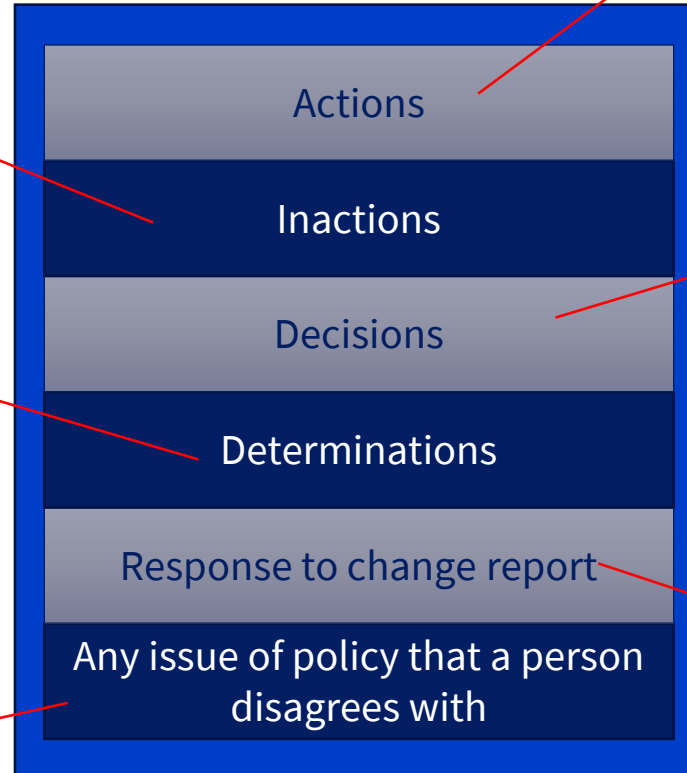 Actions
Inactions
Decisions
Determinations
Response to change report
Any issue of policy that a person
disagrees with